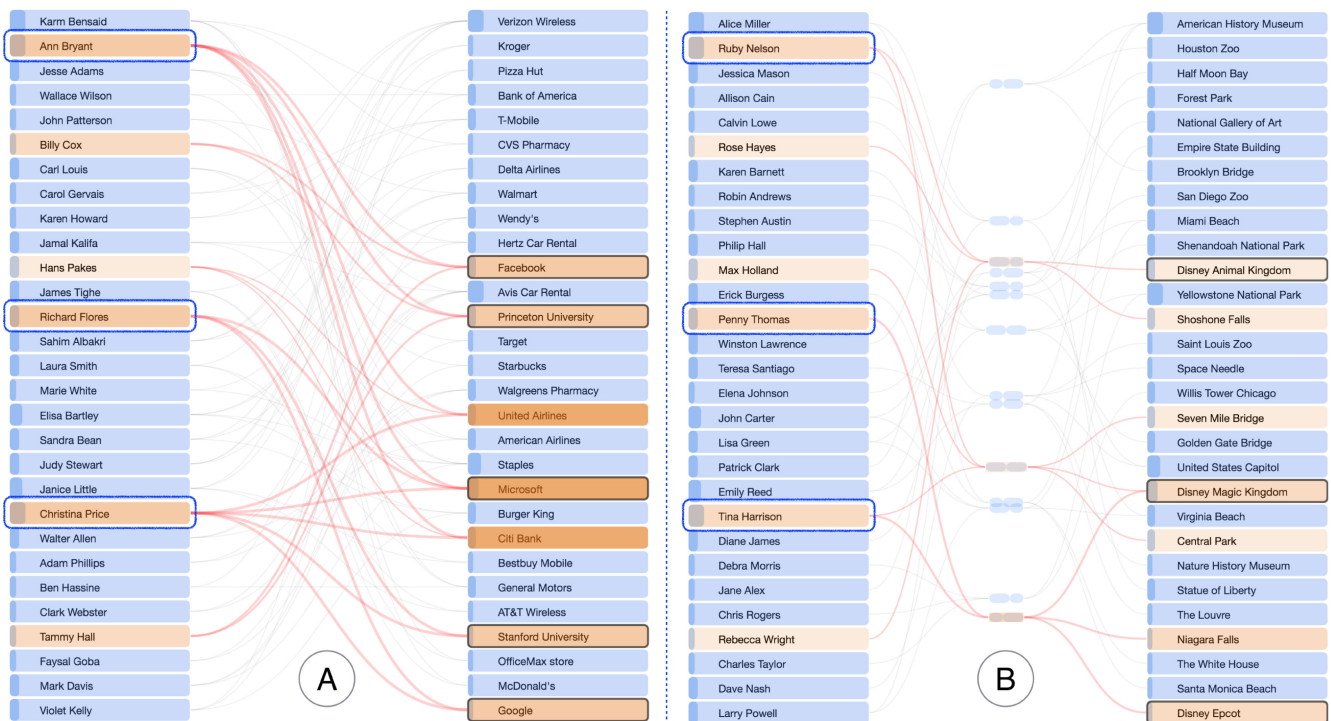 Karm Bensaid
Ann Bryant
Jesse Adams
Wallace Wilson
John Patterson
Billy Cox
Carl Louis
Carol Gervais
Karen Howard
Jamal Kalifa
Hans Pakes
James Tighe
Richard Flores
Sahim Albakri
Laura Smith
Marie White
Elisa Bartley
Sandra Bean
Judy Stewart
Janice Little
Christina Price
Walter Allen
Adam Phillips
Ben Hassine
Clark Webster
Tammy Hall
Faysal Goba
Mark Davis
Violet Kelly
Verizon Wireless
Kroger
Pizza Hut
Bank of America
T-Mobile
CVS Pharmacy
Delta Airlines
Walmart
Wendy's
Hertz Car Rental
Facebook
Avis Car Rental
Princeton University
Target
Starbucks
Walgreens Pharmacy
United Airlines
American Airlines
Staples
Microsoft
Burger King
Citi Bank
Bestbuy Mobile
General Motors
AT&T Wireless
Stanford University
OfficeMax store
McDonald's
Google
A
Alice Miller
Ruby Nelson
Jessica Mason
Allison Cain
Calvin Lowe
Rose Hayes
Karen Barnett
Robin Andrews
Stephen Austin
Philip Hall
Max Holland
Erick Burgess
Penny Thomas
Winston Lawrence
Teresa Santiago
Elena Johnson
John Carter
Lisa Green
Patrick Clark
Emily Reed
Tina Harrison
Diane James
Debra Morris
Jane Alex
Chris Rogers
Rebecca Wright
Charles Taylor
Dave Nash
Larry Powell
American History Museum
Houston Zoo
Half Moon Bay
Forest Park
National Gallery of Art
Empire State Building
Brooklyn Bridge
San Diego Zoo
Miami Beach
Shenandoah National Park
Disney Animal Kingdom
Yellowstone National Park
Shoshone Falls
Saint Louis Zoo
Space Needle
Willis Tower Chicago
Seven Mile Bridge
Golden Gate Bridge
United States Capitol
Disney Magic Kingdom
Virginia Beach
Central Park
Nature History Museum
Statue of Liberty
The Louvre
Niagara Falls
The White House
Santa Monica Beach
Disney Epcot
B